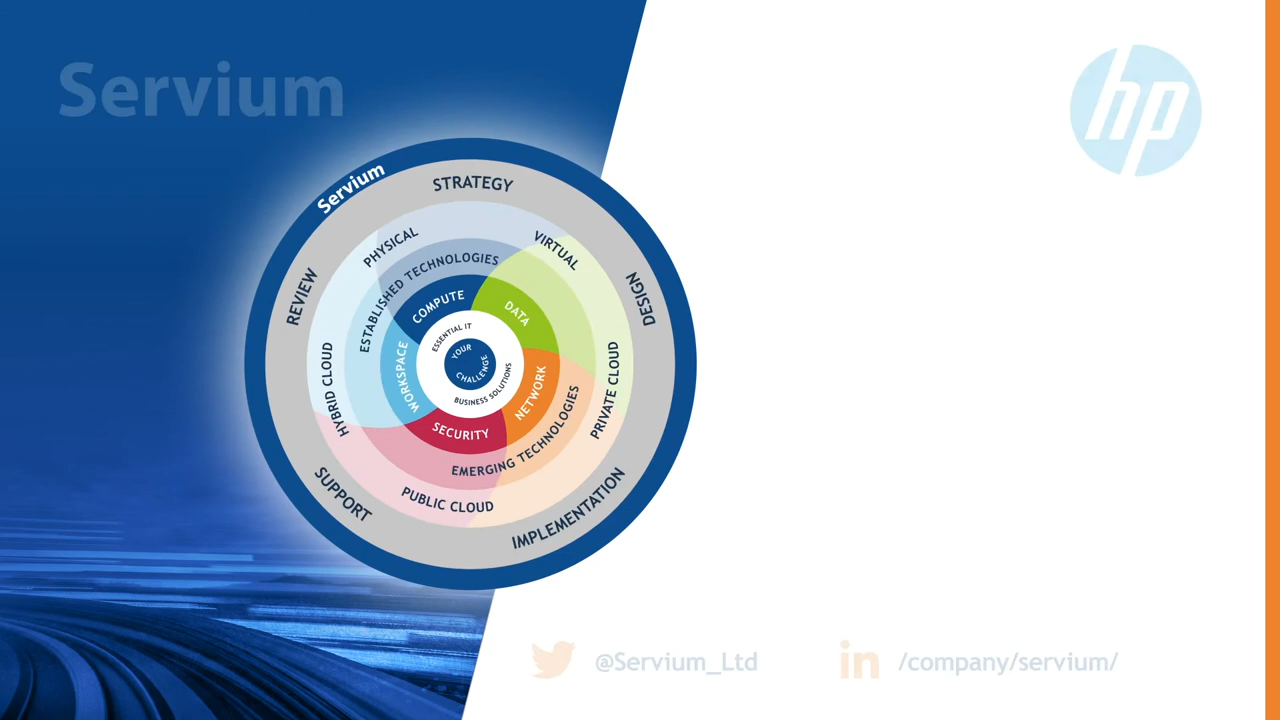 Servium
hp
Servium
STRATEGY
DESIGN
IMPLEMENTATION
SUPPORT
REVIEW
PHYSICAL
VIRTUAL
PRIVATE CLOUD
PUBLIC CLOUD
HYBRID CLOUD
ESTABLISHED TECHNOLOGIES
EMERGING TECHNOLOGIES
COMPUTE
DATA
NETWORK
SECURITY
WORKSPACE
ESSENTIAL IT
BUSINESS SOLUTIONS
YOUR
CHALLENGE
@Servium_Ltd
in /company/servium/